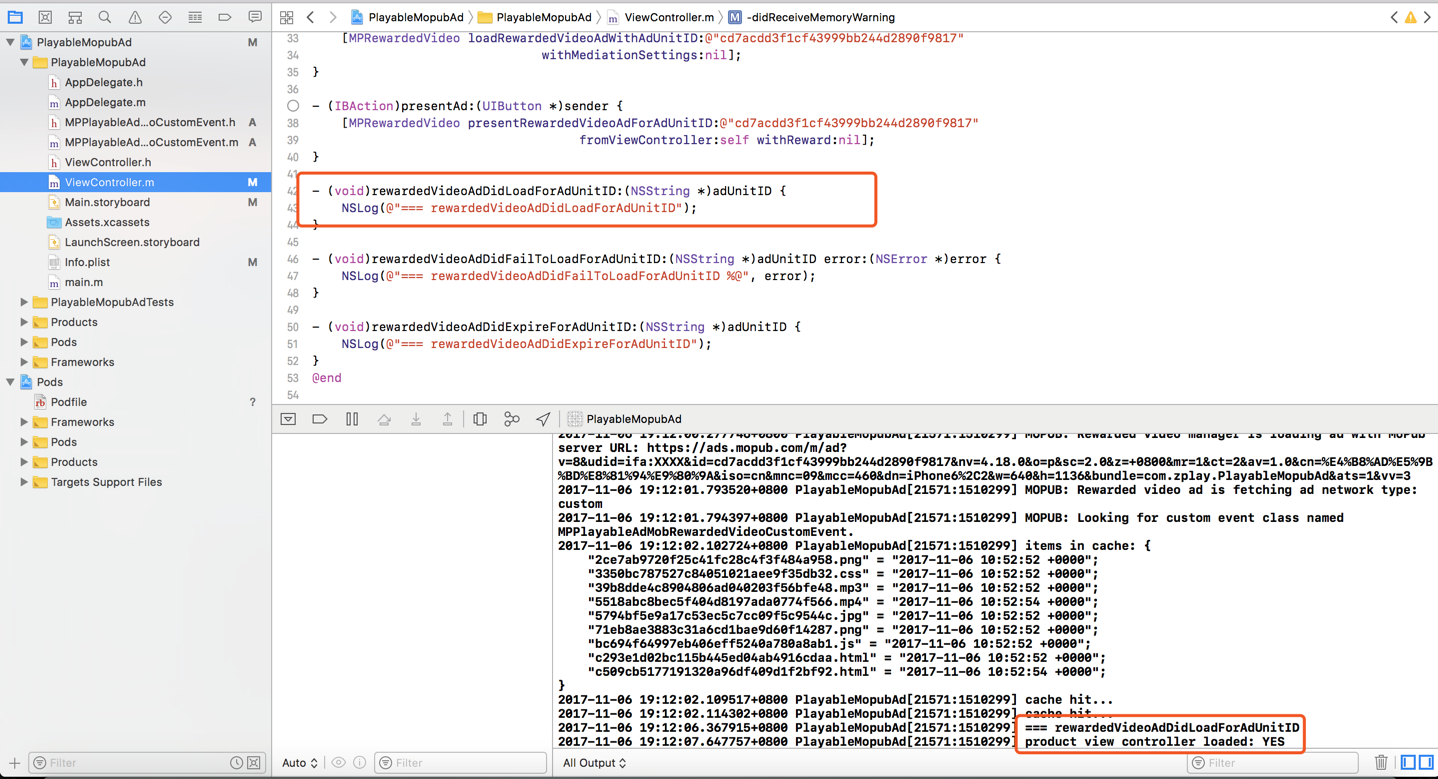 PlayableMopubAd
PlayableMopubAd
ViewController.m
M
-didReceiveMemoryWarning
PlayableMopubAd M
PlayableMopubAd
h AppDelegate.h
m AppDelegate.m
h MPPlayableAd...oCustomEvent.h A
m MPPlayableAd...oCustomEvent.m A
h ViewController.h
m ViewController.m M
Main.storyboard M
Assets.xcassets
LaunchScreen.storyboard
Info.plist M
m main.m
PlayableMopubAdTests
Products
Pods
Frameworks
Pods
rb Podfile ?
Frameworks
Pods
Products
Targets Support Files
Filter
33 [MPRewardedVideo loadRewardedVideoAdWithAdUnitID:@"cd7acdd3f1cf43999bb244d2890f9817"
34 withMediationSettings:nil];
35 }
36
- (IBAction)presentAd:(UIButton *)sender {
38 [MPRewardedVideo presentRewardedVideoAdForAdUnitID:@"cd7acdd3f1cf43999bb244d2890f9817"
39 fromViewController:self withReward:nil];
40 }
41
42 - (void)rewardedVideoAdDidLoadForAdUnitID:(NSString *)adUnitID {
43 NSLog(@"=== rewardedVideoAdDidLoadForAdUnitID");
44 }
45
46 - (void)rewardedVideoAdDidFailToLoadForAdUnitID:(NSString *)adUnitID error:(NSError *)error {
47 NSLog(@"=== rewardedVideoAdDidFailToLoadForAdUnitID %@", error);
48 }
49
50 - (void)rewardedVideoAdDidExpireForAdUnitID:(NSString *)adUnitID {
51 NSLog(@"=== rewardedVideoAdDidExpireForAdUnitID");
52 }
53 @end
54
PlayableMopubAd
2017-11-06 19:12:00.277746+0800 PlayableMopubAd[21571:1510299] MOPUB: Rewarded video manager is loading ad with MoPub
server URL: https://ads.mopub.com/m/ad?
v=8&udid=ifa:XXXX&id=cd7acdd3f1cf43999bb244d2890f9817&nv=4.18.0&o=p&sc=2.0&z=+0800&mr=1&ct=2&av=1.0&cn=%E4%B8%AD%E5%9B
%BD%E8%81%94%E9%80%9A&iso=cn&mnc=09&mcc=460&dn=iPhone6%2C2&w=640&h=1136&bundle=com.zplay.PlayableMopubAd&ats=1&vv=3
2017-11-06 19:12:01.793520+0800 PlayableMopubAd[21571:1510299] MOPUB: Rewarded video ad is fetching ad network type:
custom
2017-11-06 19:12:01.794397+0800 PlayableMopubAd[21571:1510299] MOPUB: Looking for custom event class named
MPPlayableAdMobRewardedVideoCustomEvent.
2017-11-06 19:12:02.102724+0800 PlayableMopubAd[21571:1510299] items in cache: {
"2ce7ab9720f25c41fc28c4f3f484a958.png" = "2017-11-06 10:52:52 +0000";
"3350bc787527c84051021aee9f35db32.css" = "2017-11-06 10:52:52 +0000";
"39b8dde4c8904806ad040203f56bfe48.mp3" = "2017-11-06 10:52:52 +0000";
"5518abc8bec5f404d8197ada0774f566.mp4" = "2017-11-06 10:52:54 +0000";
"5794bf5e9a17c53ec5c7cc09f5c9544c.jpg" = "2017-11-06 10:52:52 +0000";
"71eb8ae3883c31a6cd1bae9d60f14287.png" = "2017-11-06 10:52:52 +0000";
"bc694f64997eb406eff5240a780a8ab1.js" = "2017-11-06 10:52:52 +0000";
"c293e1d02bc115b445ed04ab4916cdaa.html" = "2017-11-06 10:52:52 +0000";
"c509cb5177191320a96df409d1f2bf92.html" = "2017-11-06 10:52:54 +0000";
}
2017-11-06 19:12:02.109517+0800 PlayableMopubAd[21571:1510299] cache hit...
2017-11-06 19:12:02.114302+0800 PlayableMopubAd[21571:1510299] cache hit...
2017-11-06 19:12:06.367915+0800 PlayableMopubAd[21571:1510299] === rewardedVideoAdDidLoadForAdUnitID
2017-11-06 19:12:07.647757+0800 PlayableMopubAd[21571:1510299] product view controller loaded: YES
Auto
Filter
All Output
Filter